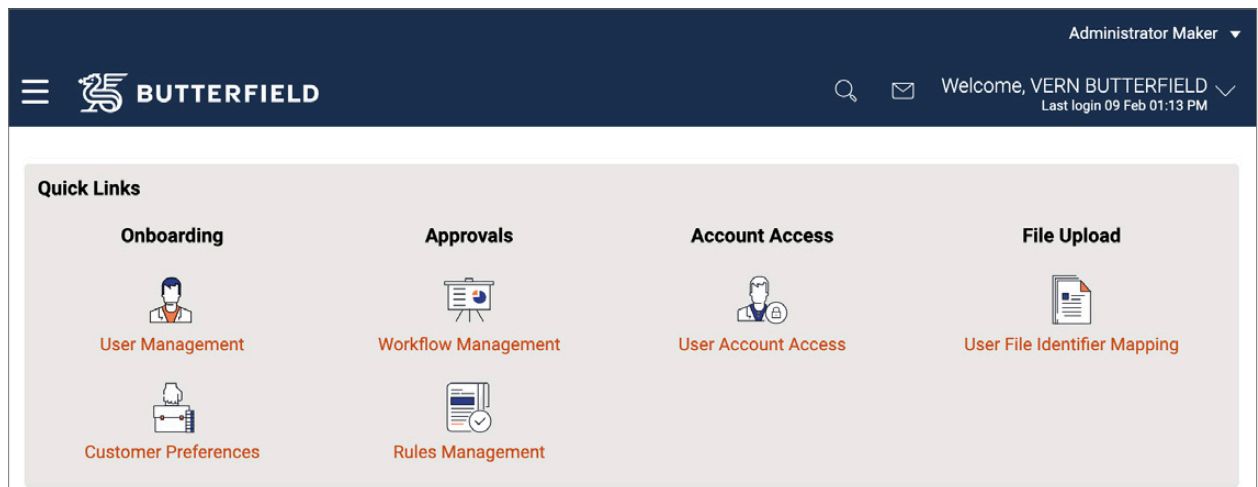 Administrator Maker
BUTTERFIELD
Welcome, VERN BUTTERFIELD
Last login 09 Feb 01:13 PM
Quick Links
Onboarding Approvals Account Access File Upload
User Management Workflow Management User Account Access User File Identifier Mapping
Customer Preferences Rules Management